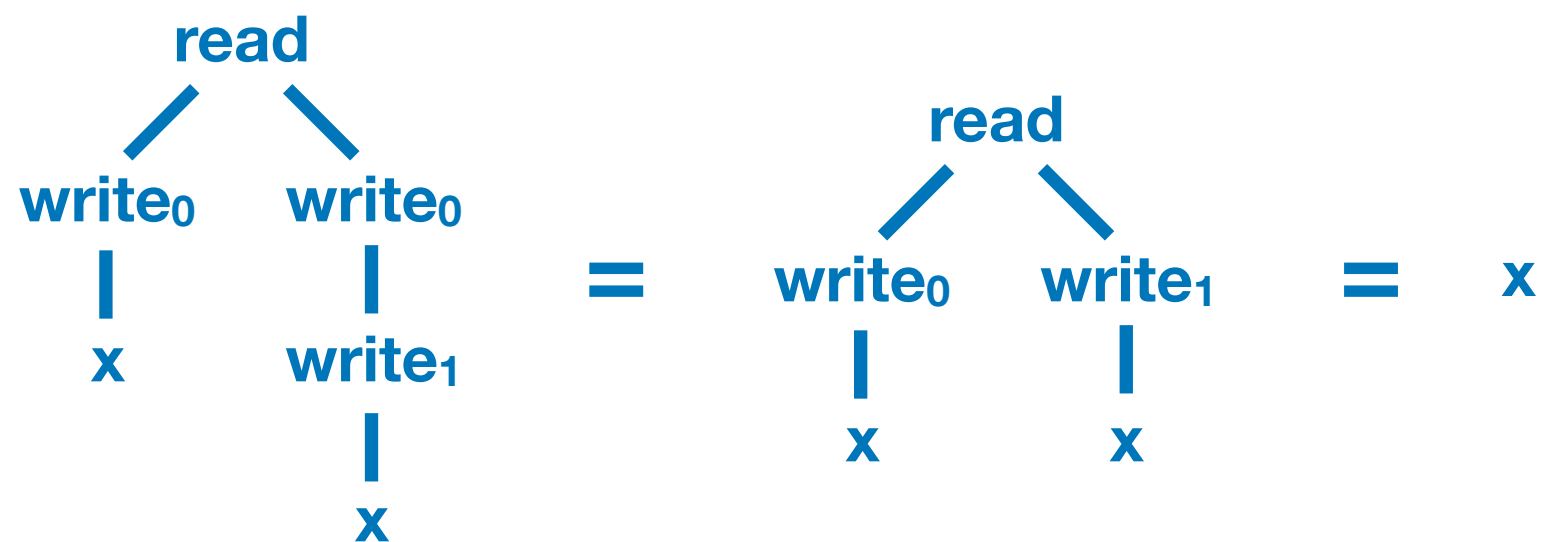 read
write₀ write₀
x write₁
x
=
read
write₀ write₁
x x
=
x